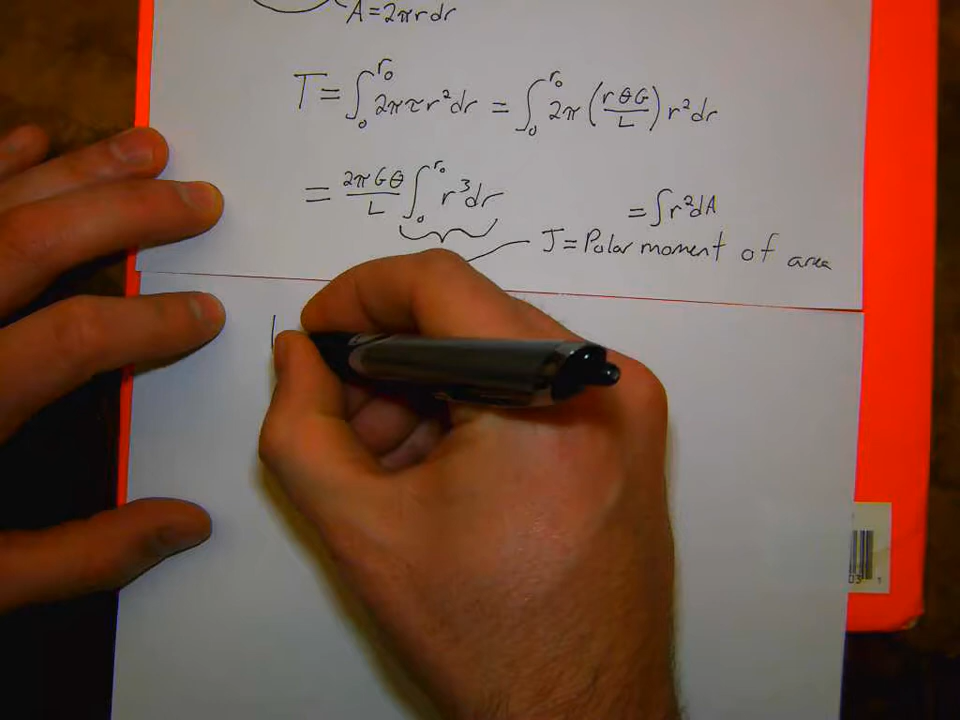 A=2πrdr
T=∫₀^r₀ 2πτr²dr = ∫₀^r₀ 2π(rθG/L)r²dr
= 2πGθ/L ∫₀^r₀ r³dr
=∫r²dA
J=Polar moment of area